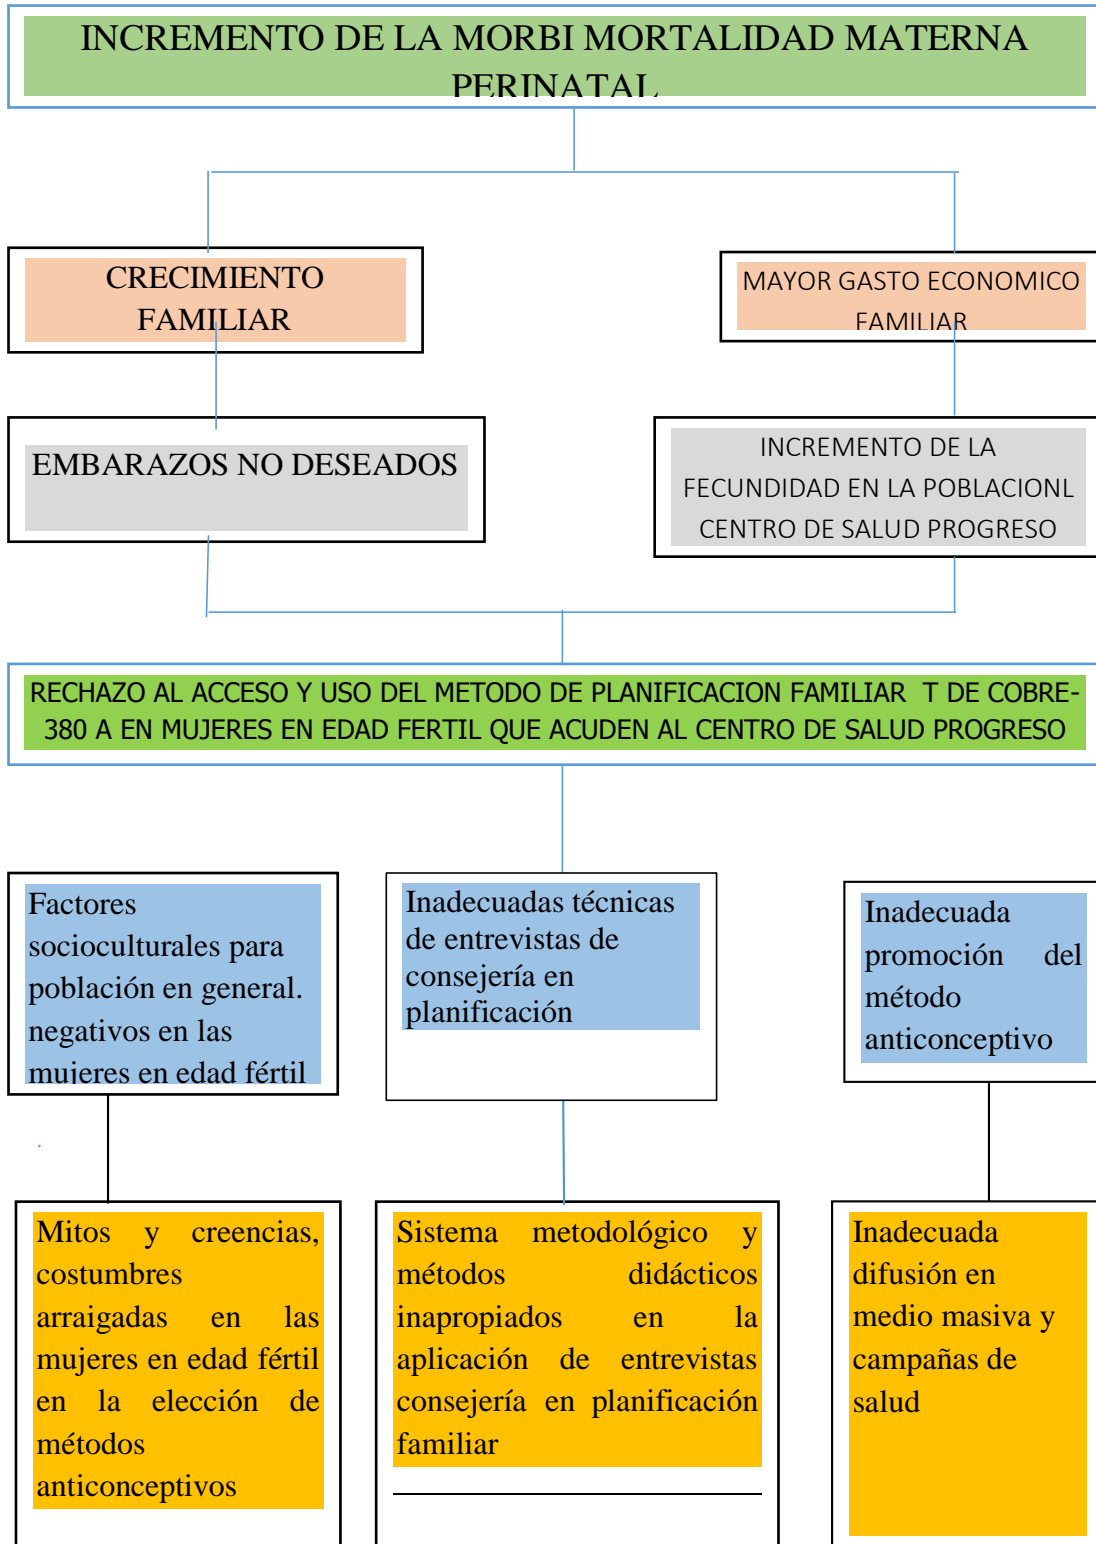 INCREMENTO DE LA MORBI MORTALIDAD MATERNA
PERINATAL
CRECIMIENTO
FAMILIAR
MAYOR GASTO ECONOMICO
FAMILIAR
EMBARAZOS NO DESEADOS
INCREMENTO DE LA
FECUNDIDAD EN LA POBLACIONL
CENTRO DE SALUD PROGRESO
RECHAZO AL ACCESO Y USO DEL METODO DE PLANIFICACION FAMILIAR T DE COBRE-
380 A EN MUJERES EN EDAD FERTIL QUE ACUDEN AL CENTRO DE SALUD PROGRESO
Factores
socioculturales para
población en general.
negativos en las
mujeres en edad fértil
Inadecuadas técnicas
de entrevistas de
consejería en
planificación
Inadecuada
promoción del
método
anticonceptivo
Mitos y creencias,
costumbres
arraigadas en las
mujeres en edad fértil
en la elección de
métodos
anticonceptivos
Sistema metodológico y
métodos didácticos
inapropiados en la
aplicación de entrevistas
consejería en planificación
familiar
Inadecuada
difusión en
medio masiva y
campañas de
salud